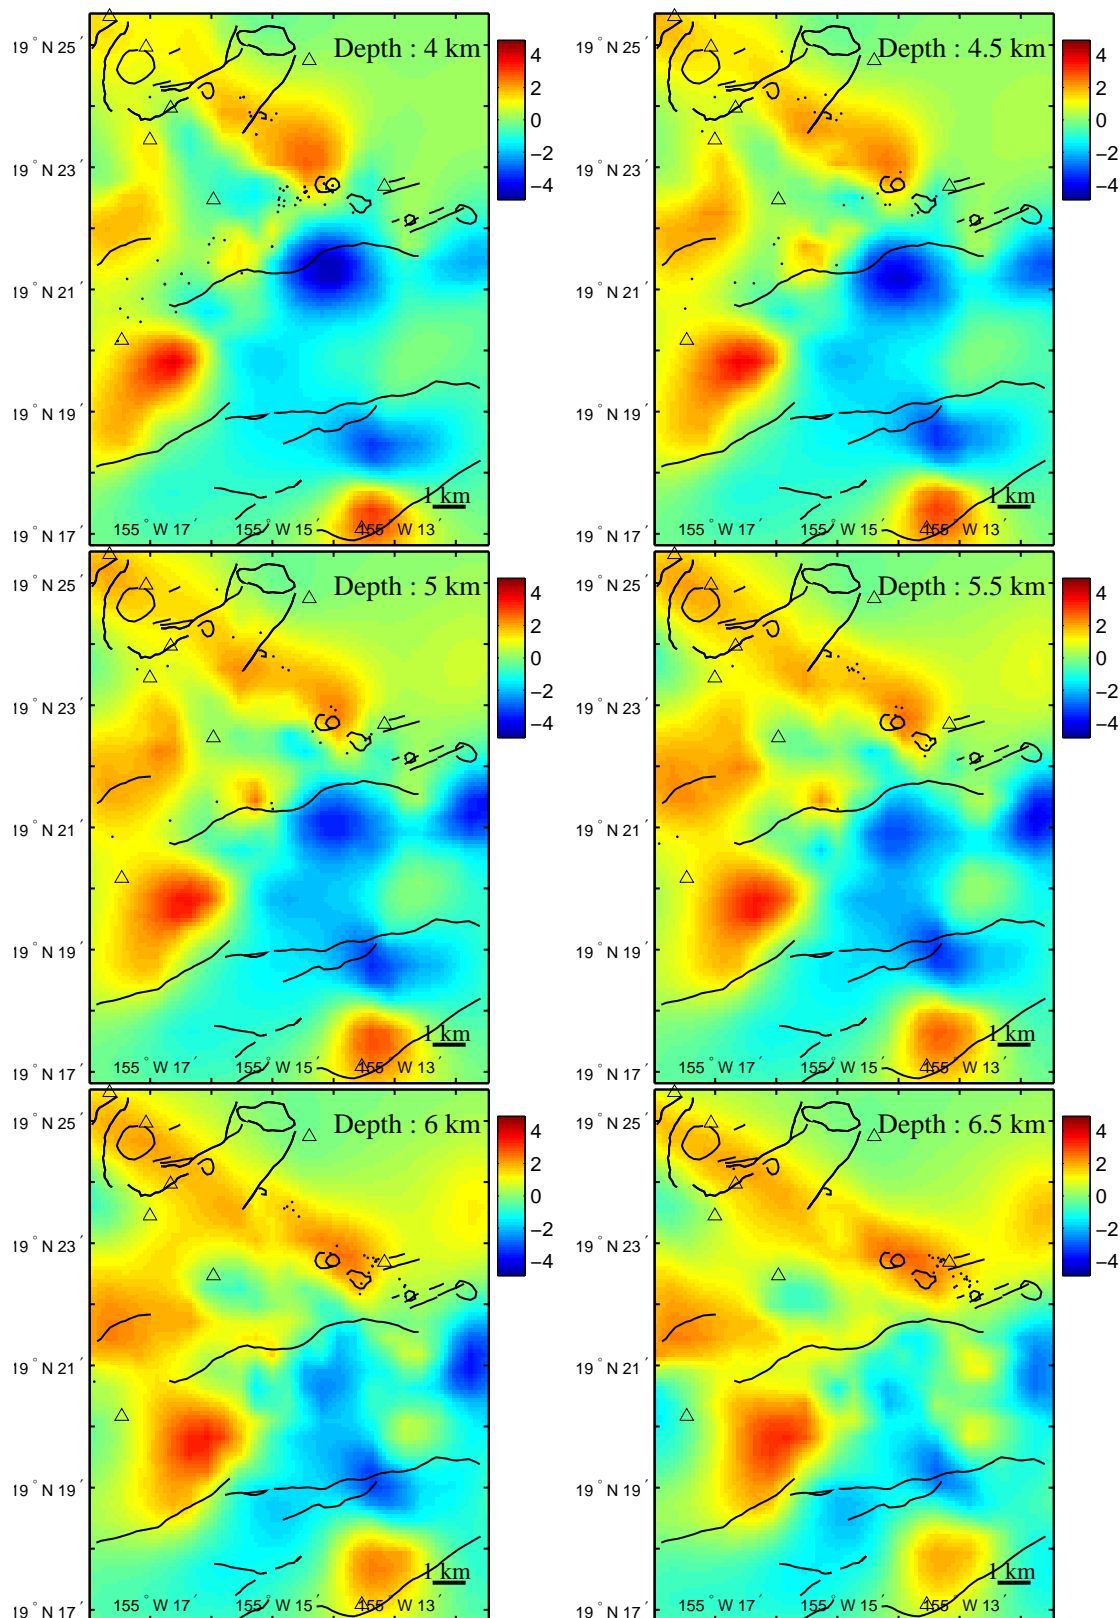 Depth : 4 km
19° N 25′
19° N 23′
19° N 21′
19° N 19′
19° N 17′
155° W 17′ 155° W 15′ 155° W 13′
1 km
4
2
0
−2
−4
Depth : 4.5 km
19° N 25′
19° N 23′
19° N 21′
19° N 19′
19° N 17′
155° W 17′ 155° W 15′ 155° W 13′
1 km
4
2
0
−2
−4
Depth : 5 km
19° N 25′
19° N 23′
19° N 21′
19° N 19′
19° N 17′
155° W 17′ 155° W 15′ 155° W 13′
1 km
4
2
0
−2
−4
Depth : 5.5 km
19° N 25′
19° N 23′
19° N 21′
19° N 19′
19° N 17′
155° W 17′ 155° W 15′ 155° W 13′
1 km
4
2
0
−2
−4
Depth : 6 km
19° N 25′
19° N 23′
19° N 21′
19° N 19′
19° N 17′
155° W 17′ 155° W 15′ 155° W 13′
1 km
4
2
0
−2
−4
Depth : 6.5 km
19° N 25′
19° N 23′
19° N 21′
19° N 19′
19° N 17′
155° W 17′ 155° W 15′ 155° W 13′
1 km
4
2
0
−2
−4